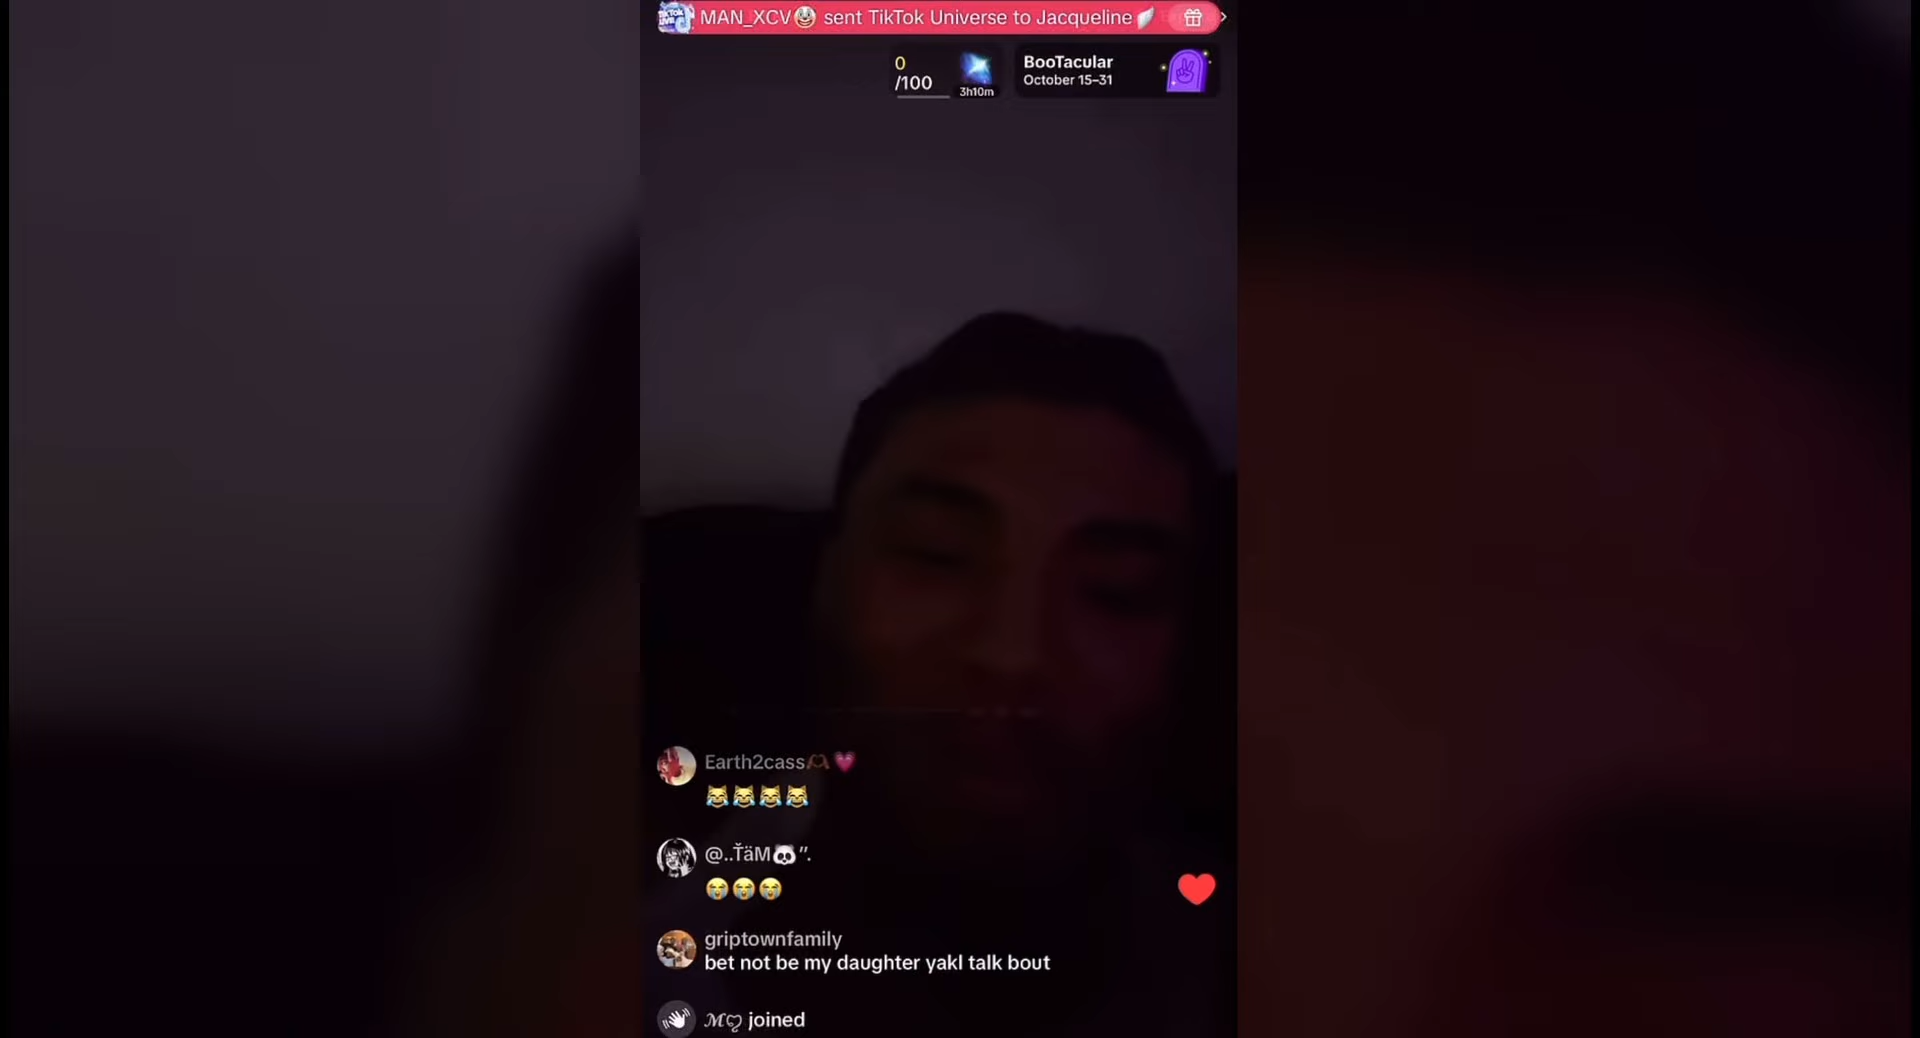 MAN_XCV🤡 sent TikTok Universe to Jacqueline🪽
0
/100
3h10m
BooTacular
October 15–31
Earth2cass🫶🏾💗
😹😹😹😹
@..ŤäM🐼”.
😭😭😭
griptownfamily
bet not be my daughter yakl talk bout
ℳღ joined